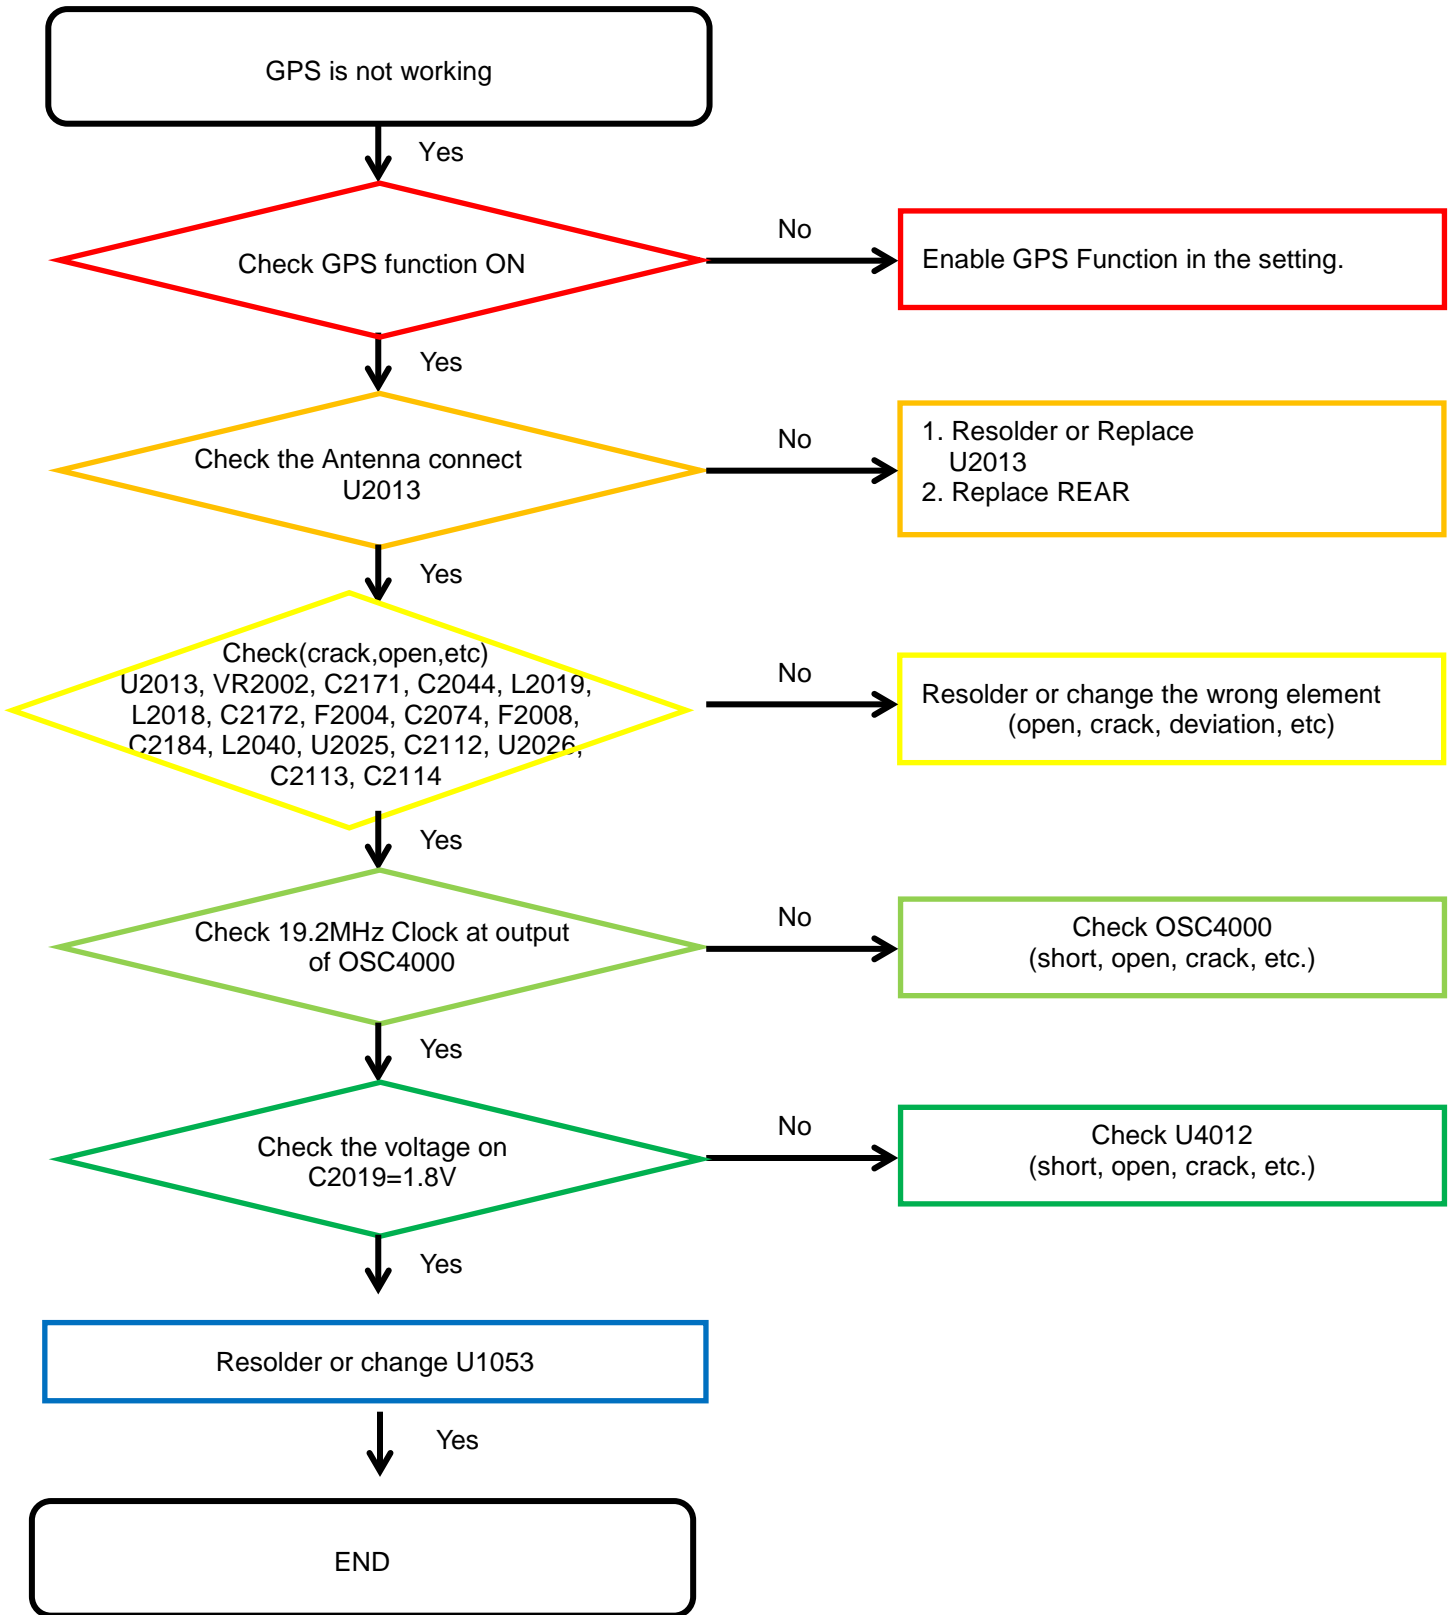 GPS is not working
Yes
Check GPS function ON
No
Enable GPS Function in the setting.
Yes
Check the Antenna connect
U2013
No
1. Resolder or Replace
U2013
2. Replace REAR
Yes
Check(crack,open,etc)
U2013, VR2002, C2171, C2044, L2019,
L2018, C2172, F2004, C2074, F2008,
C2184, L2040, U2025, C2112, U2026,
C2113, C2114
No
Resolder or change the wrong element
(open, crack, deviation, etc)
Yes
Check 19.2MHz Clock at output
of OSC4000
No
Check OSC4000
(short, open, crack, etc.)
Yes
Check the voltage on
C2019=1.8V
No
Check U4012
(short, open, crack, etc.)
Yes
Resolder or change U1053
Yes
END